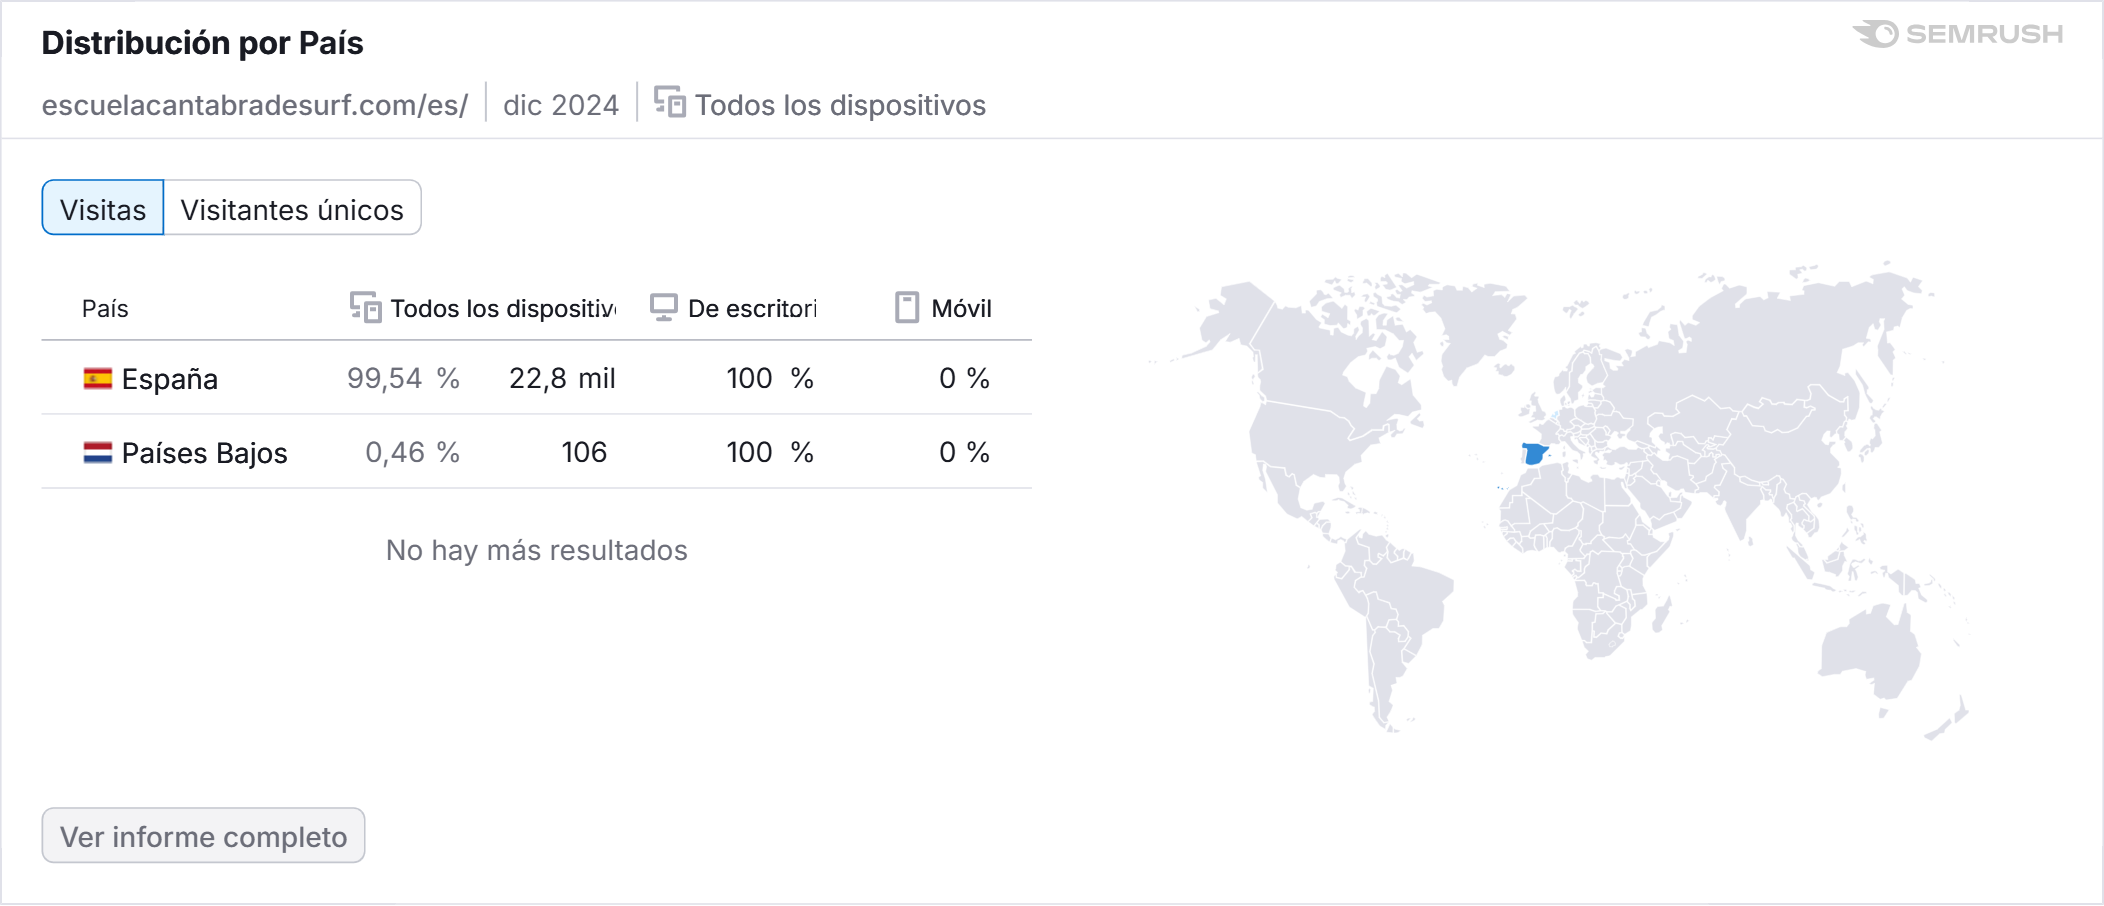 Distribución por País
SEMRUSH
escuelacantabradesurf.com/es/ dic 2024 Todos los dispositivos
Visitas Visitantes únicos
País Todos los dispositiv De escritori Móvil
España 99,54 % 22,8 mil 100 % 0 %
Países Bajos 0,46 % 106 100 % 0 %
No hay más resultados
Ver informe completo